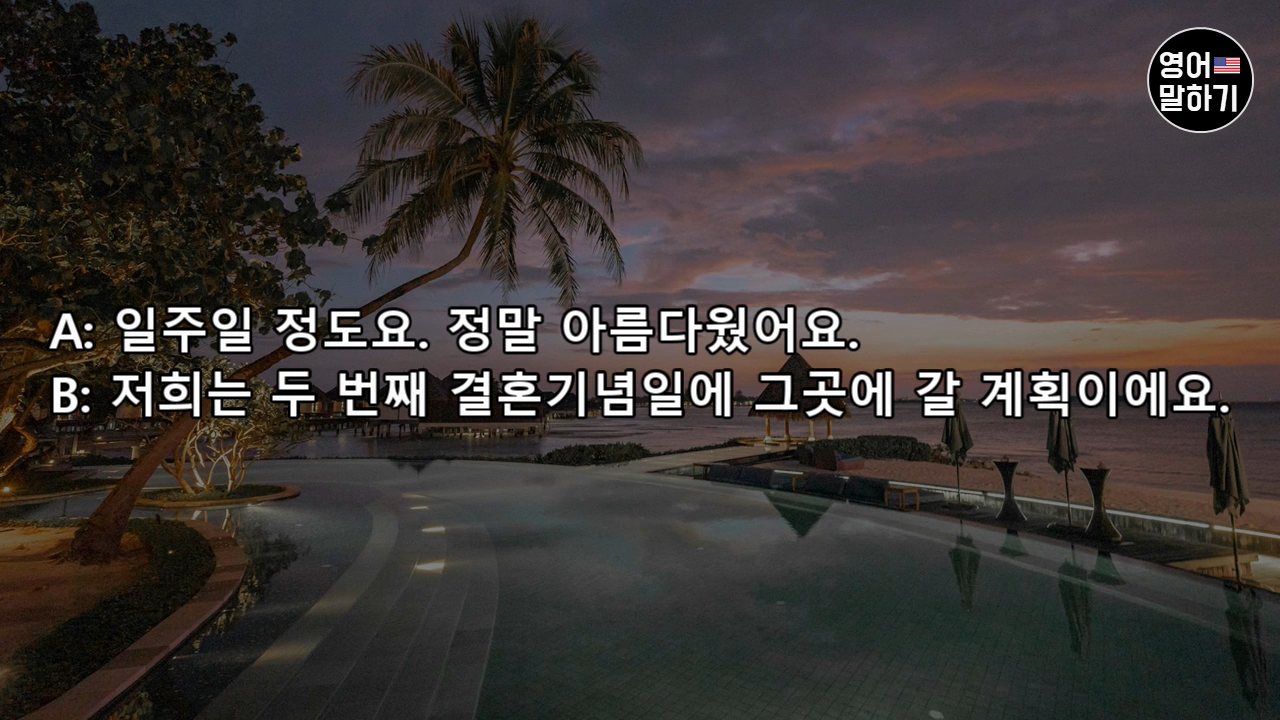 영어
말하기
A: 일주일 정도요. 정말 아름다웠어요.
B: 저희는 두 번째 결혼기념일에 그곳에 갈 계획이에요.